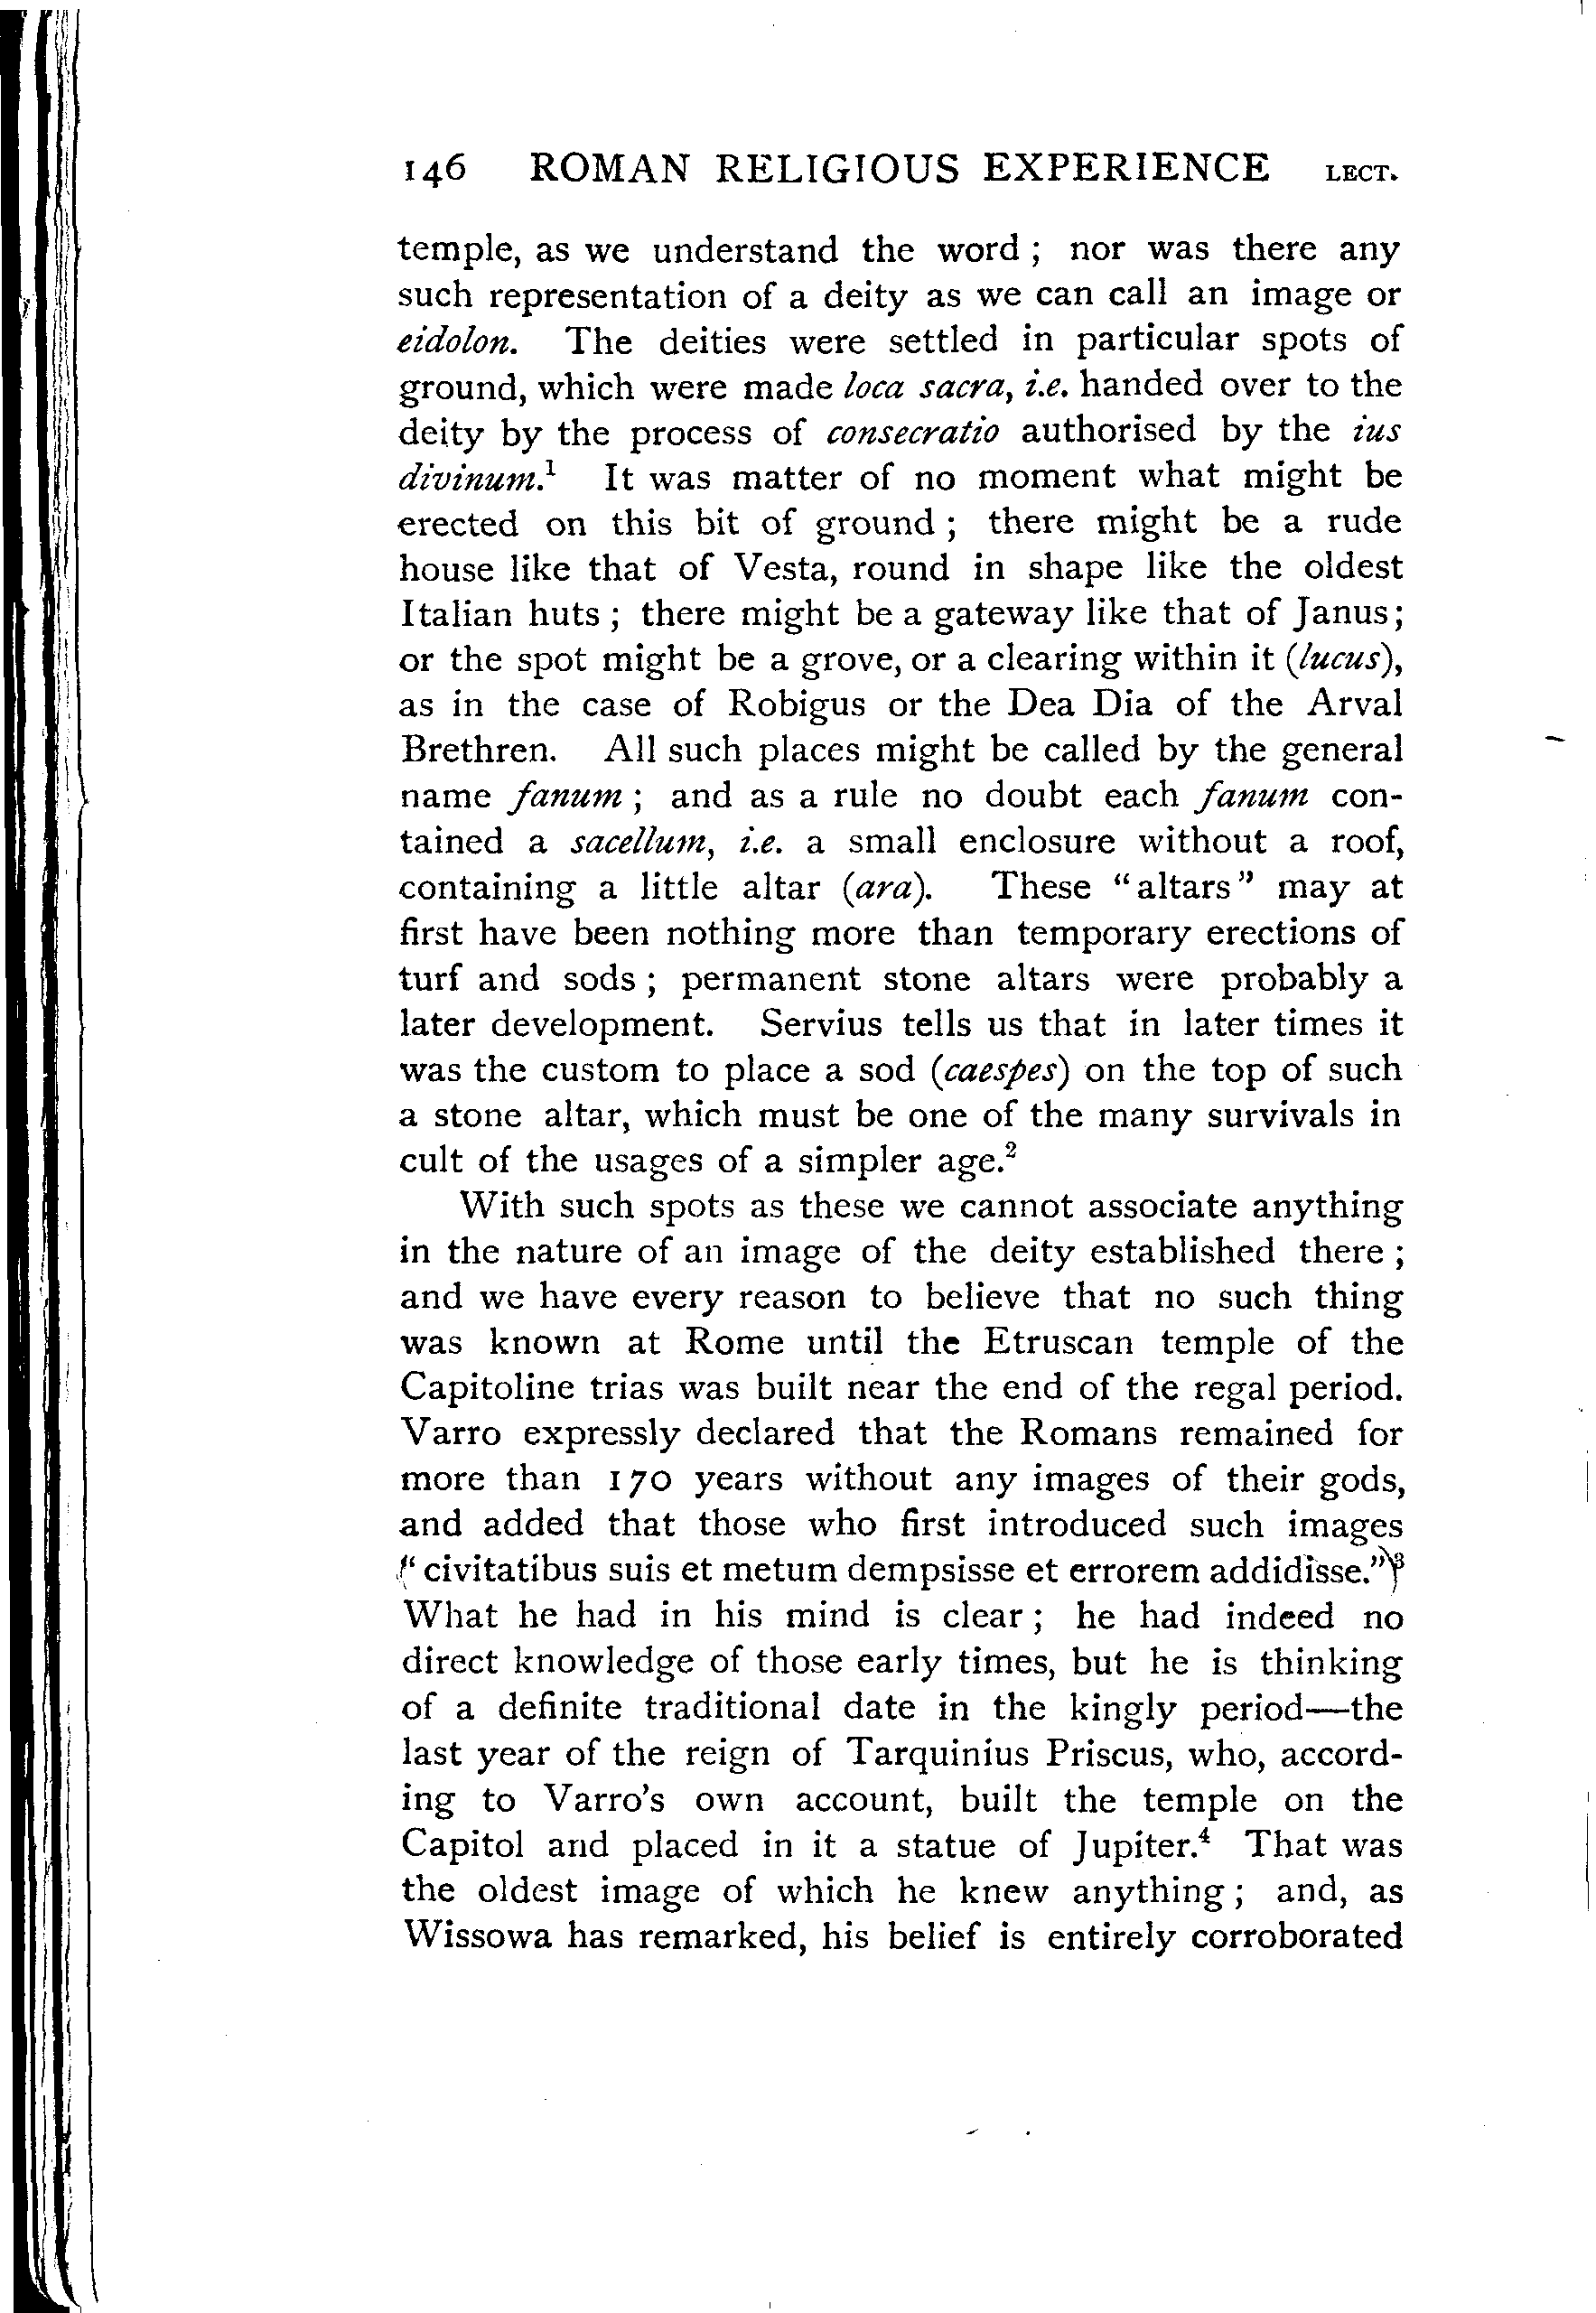 146 ROMAN RELIGIOUS EXPERIENCE LECT.
temple, as we understand the word ; nor was there any
such representation of a deity as we can call an image or
eidolon. The deities were settled in particular spots of
ground, which were made loca sacra, i.e. handed over to the
deity by the process of consecratio authorised by the ius
divinum.¹ It was matter of no moment what might be
erected on this bit of ground ; there might be a rude
house like that of Vesta, round in shape like the oldest
Italian huts ; there might be a gateway like that of Janus;
or the spot might be a grove, or a clearing within it (lucus),
as in the case of Robigus or the Dea Dia of the Arval
Brethren. All such places might be called by the general
name fanum ; and as a rule no doubt each fanum con-
tained a sacellum, i.e. a small enclosure without a roof,
containing a little altar (ara). These "altars" may at
first have been nothing more than temporary erections of
turf and sods ; permanent stone altars were probably a
later development. Servius tells us that in later times it
was the custom to place a sod (caespes) on the top of such
a stone altar, which must be one of the many survivals in
cult of the usages of a simpler age.²
With such spots as these we cannot associate anything
in the nature of an image of the deity established there ;
and we have every reason to believe that no such thing
was known at Rome until the Etruscan temple of the
Capitoline trias was built near the end of the regal period.
Varro expressly declared that the Romans remained for
more than 170 years without any images of their gods,
and added that those who first introduced such images
"civitatibus suis et metum dempsisse et errorem addidisse."³
What he had in his mind is clear ; he had indeed no
direct knowledge of those early times, but he is thinking
of a definite traditional date in the kingly period—the
last year of the reign of Tarquinius Priscus, who, accord-
ing to Varro's own account, built the temple on the
Capitol and placed in it a statue of Jupiter.⁴ That was
the oldest image of which he knew anything ; and, as
Wissowa has remarked, his belief is entirely corroborated